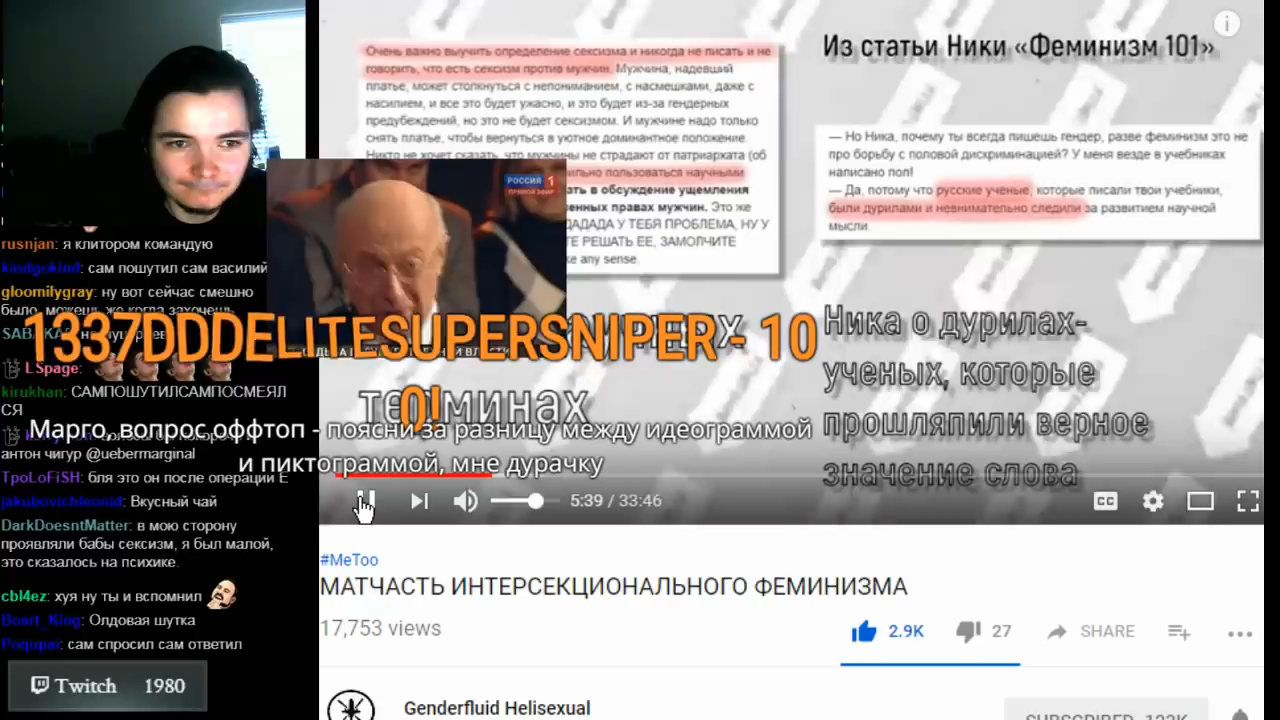 Очень важно выучить определение сексизма и никогда не писать и не
говорить, что есть сексизм против мужчин. Мужчина, надевший
платье, может столкнуться с непониманием, с насмешками, даже с
насилием, и все это будет ужасно, и это будет из-за гендерных
предубеждений, но это не будет сексизмом. И мужчине надо только
снять платье, чтобы вернуться в уютное доминантное положение.
Никто не хочет сказать, что мужчины не страдают от патриархата (об
пользоваться научными
в обсуждение ущемления
правах мужчин. Это же
ТЕБЯ ПРОБЛЕМА, НУ У
РЕШАТЬ ЕЕ, ЗАМОЛЧИТЕ
any sense.
Из статьи Ники «Феминизм 101»
— Но Ника, почему ты всегда пишешь гендер, разве феминизм это не
про борьбу с половой дискриминацией? У меня везде в учебниках
написано пол!
— Да, потому что русские ученые, которые писали твои учебники,
были дурилами и невнимательно следили за развитием научной
мысли.
Ника о дурилах-
ученых, которые
прошляпили верное
значение слова
РОССИЯ 1
ПРЯМОЙ ЭФИР
1337DDDELITESUPERSNIPER - 10
0!
Марго, вопрос оффтоп - поясни за разницу между идеограммой
и пиктограммой, мне дурачку
rusnjan: я клитором командую
kindgokind: сам пошутил сам василий
gloomilygray: ну вот сейчас смешно
было, можешь же когда захочешь
LSpage:
kirukhan: САМПОШУТИЛСАМПОСМЕЯЛ
СЯ
антон чигур @uebermarginal
TpoLoFiSH: бля это он после операции Е
jakubovichleonid: Вкусный чай
DarkDoesntMatter: в мою сторону
проявляли бабы сексизм, я был малой,
это сказалось на психике.
cbl4ez: хуя ну ты и вспомнил
Boart_King: Олдовая шутка
Poqupai: сам спросил сам ответил
Twitch 1980
5:39 / 33:46
CC
#MeToo
МАТЧАСТЬ ИНТЕРСЕКЦИОНАЛЬНОГО ФЕМИНИЗМА
17,753 views
2.9K
27
SHARE
Genderfluid Helisexual
SUBSCRIBED